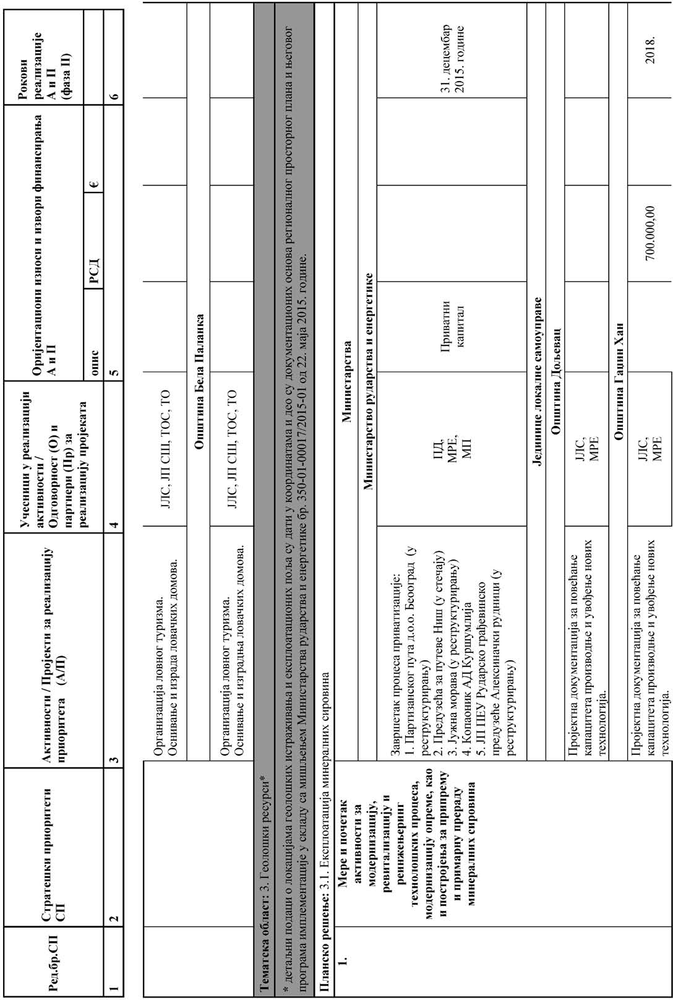 Ред.бр.СП
Стратешки приоритети
СП
Активности / Пројекти за реализацију
приоритета (А/П)
Учесници у реализацији
активности /
Одговорност (О) и
партнери (Пр) за
реализацију пројеката
Оријентациони износи и извори финансирања
А и П
опис
РСД
€
Рокови
реализације
А и П
(фаза II)
1
2
3
4
5
6
Организација ловног туризма.
Оснивање и израда ловачких домова.
ЈЛС, ЈП СШ, ТОС, ТО
Општина Бела Паланка
Организација ловног туризма.
Оснивање и изградња ловачких домова.
ЈЛС, ЈП СШ, ТОС, ТО
Тематска област: 3. Геолошки ресурси*
* детаљни подаци о локацијама геолошких истраживања и експлоатационих поља су дати у координатама и део су документационих основа регионалног просторног плана и његовог
програма имплементације у складу са мишљењем Министарства рударства и енергетике бр. 350-01-00017/2015-01 од 22. маја 2015. године.
Планско решење: 3.1. Експлоатација минералних сировина
1.
Мере и почетак
активности за
модернизацију,
ревитализацију и
реинжењеринг
технолошких процеса,
модернизацију опреме, као
и постројења за припрему
и примарну прераду
минералних сировина
Министарства
Министарство рударства и енергетике
Завршетак процеса приватизације:
1. Партизанског пута д.о.о. Беооград (у
реструктурирању)
2. Предузећа за путеве Ниш (у стечају)
3. Јужна морава (у реструктурирању)
4. Копаоник АД Куршумлија
5. ЈП ПЕУ Рударско грађевинско
предузеће Алексиначки рудници (у
реструктурирању)
ПД,
МРЕ,
МП
Приватни
капитал
31. децембар
2015. године
Јединице локалне самоуправе
Општина Дољевац
Пројектна документација за повећање
капацитета производње и увођење нових
технологија.
ЈЛС,
МРЕ
Општина Гаџин Хан
Пројектна документација за повећање
капацитета производње и увођење нових
технологија.
ЈЛС,
МРЕ
700.000,00
2018.